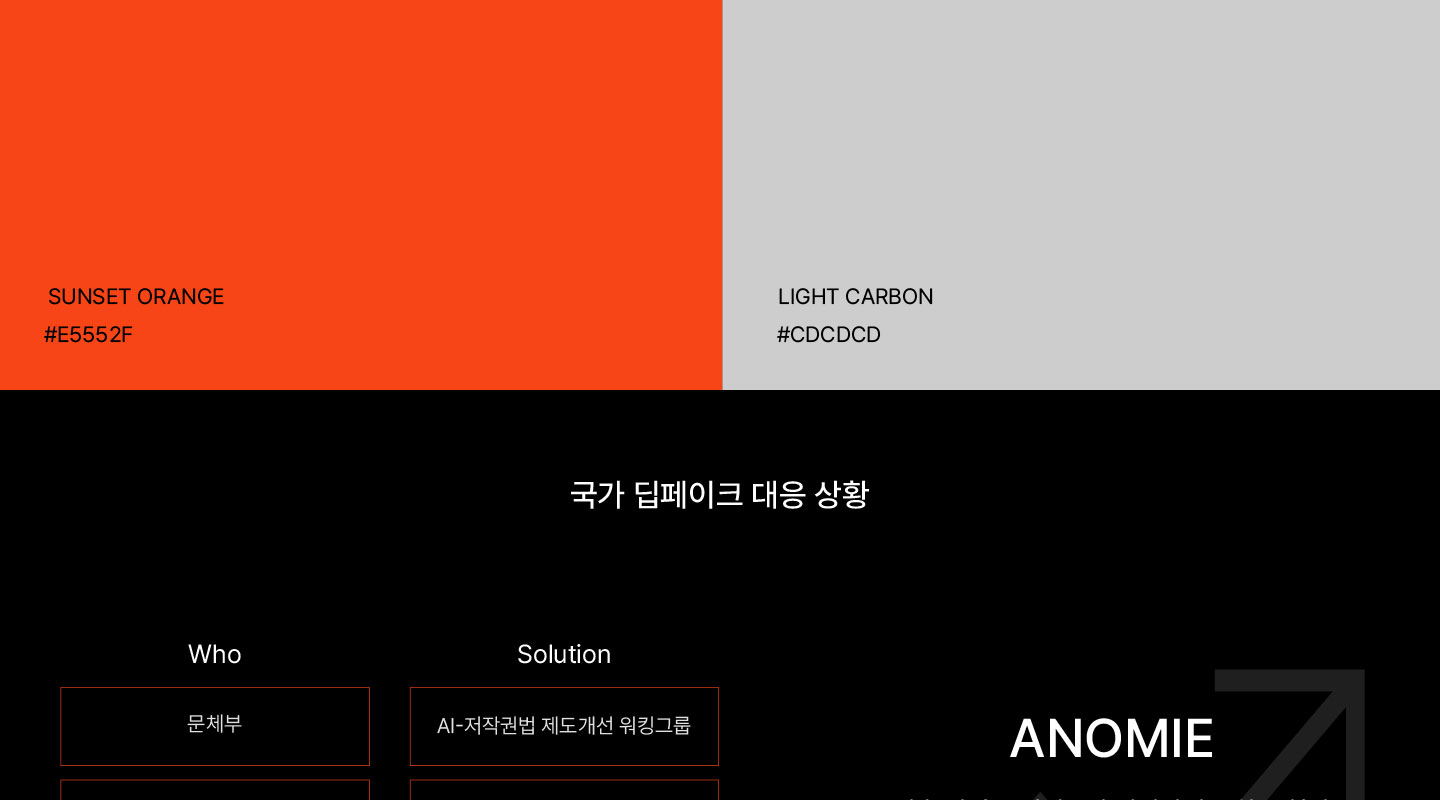 SUNSET ORANGE
#E5552F
LIGHT CARBON
#CDCDCD
국가 딥페이크 대응 상황
Who
Solution
문체부
AI-저작권법 제도개선 워킹그룹
ANOMIE